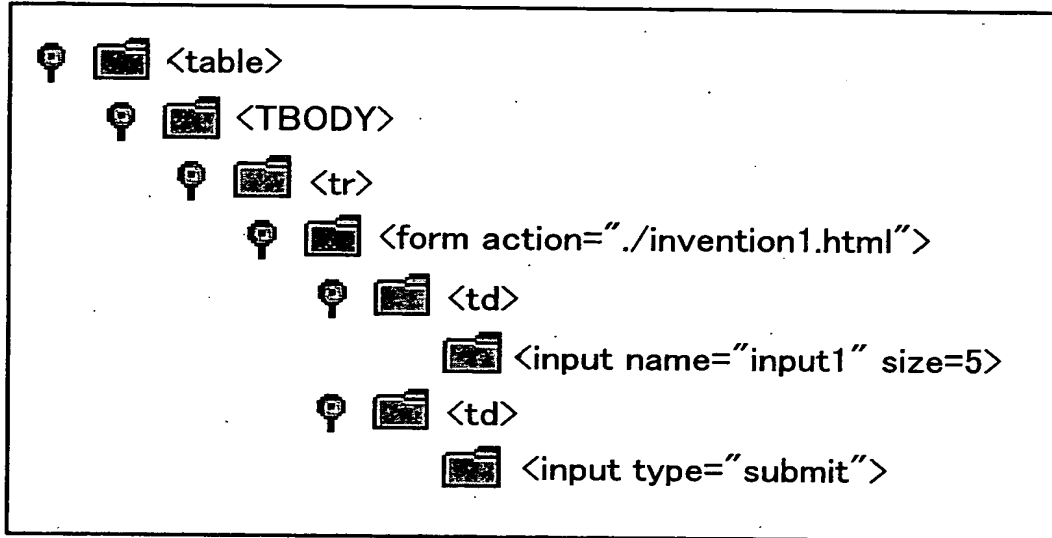 <table>
<TBODY>
<tr>
<form action="./invention1.html">
<td>
<input name="input1" size=5>
<td>
<input type="submit">